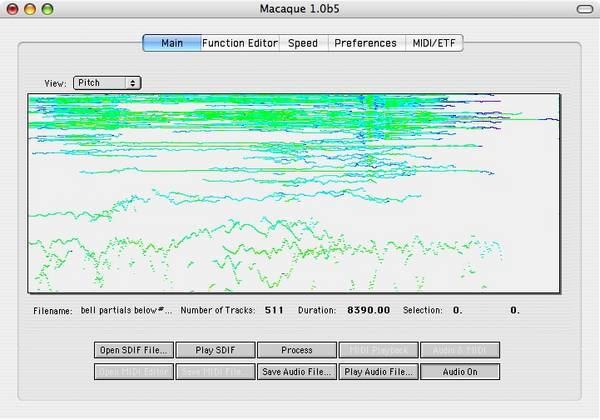 Macaque 1.0b5
Main Function Editor Speed Preferences MIDI/ETF
View: Pitch
Filename: bell partials below#... Number of Tracks: 511 Duration: 8390.00 Selection: 0. 0.
Open SDIF File... Play SDIF Process MIDI Playback Audio & MIDI
Open MIDI Editor Save MIDI File... Save Audio File... Play Audio File... Audio On